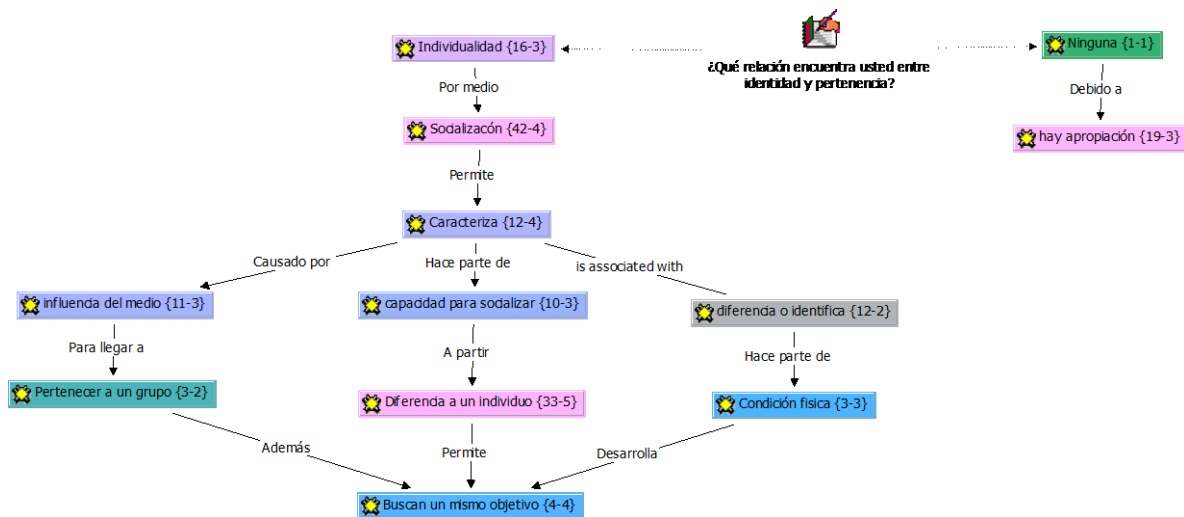 Individualidad {16-3}
Ninguna {1-1}
¿Qué relación encuentra usted entre
identidad y pertenencia?
Por medio
Debido a
Socializacón {42-4}
hay apropiación {19-3}
Permite
Caracteriza {12-4}
Causado por
Hace parte de
is associated with
influencia del medio {11-3}
capacidad para socializar {10-3}
diferencia o identifica {12-2}
Para llegar a
A partir
Hace parte de
Pertenecer a un grupo {3-2}
Diferencia a un individuo {33-5}
Condición fisica {3-3}
Además
Permite
Desarrolla
Buscan un mismo objetivo {4-4}